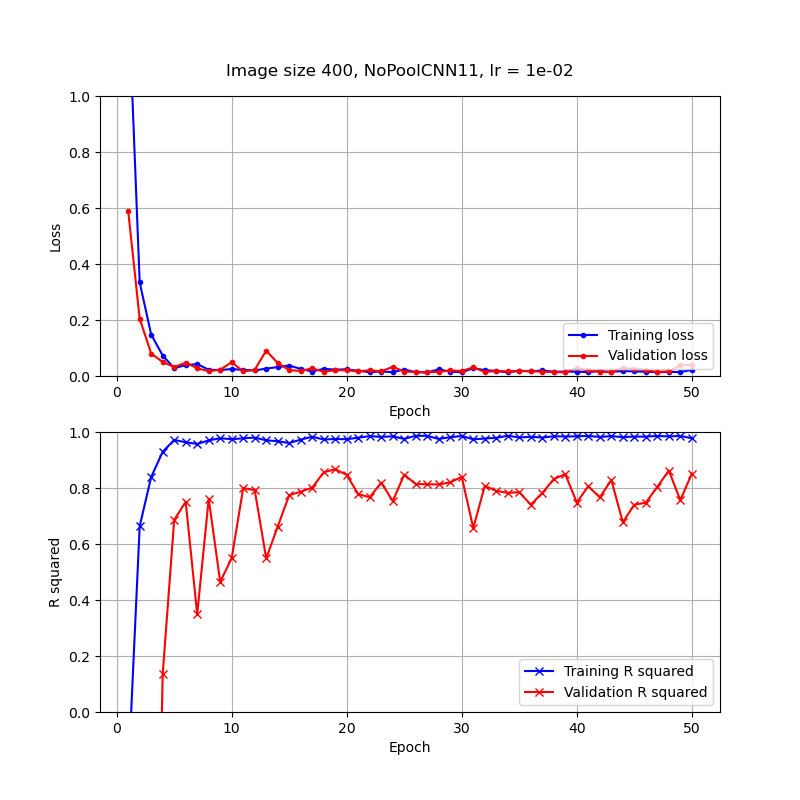 Image size 400, NoPoolCNN11, lr = 1e-02
1.0
0.8
0.6
0.4
0.2
0.0
Loss
Training loss
Validation loss
0
10
20
30
40
50
Epoch
1.0
0.8
0.6
0.4
0.2
0.0
R squared
Training R squared
Validation R squared
0
10
20
30
40
50
Epoch